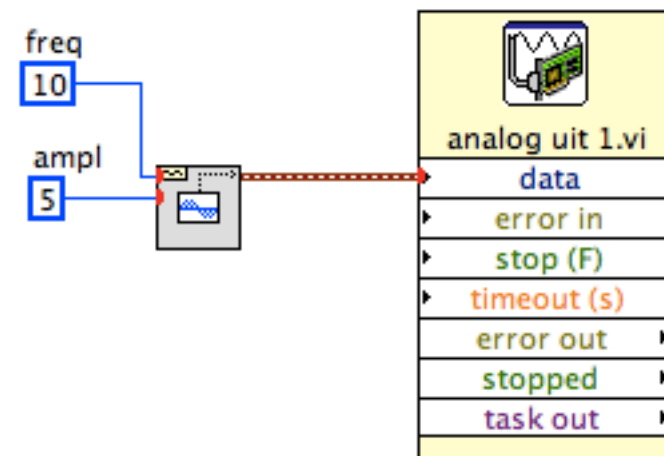 freq
10
ampl
5
analog uit 1.vi
data
error in
stop (F)
timeout (s)
error out
stopped
task out